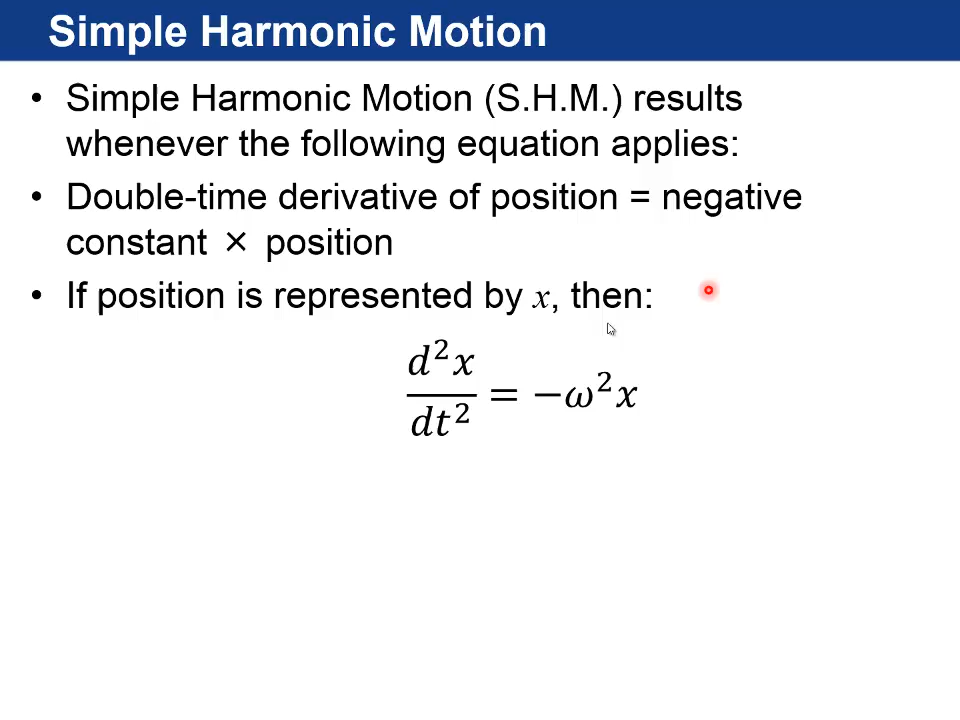 Simple Harmonic Motion
• Simple Harmonic Motion (S.H.M.) results
whenever the following equation applies:
• Double-time derivative of position = negative
constant × position
• If position is represented by x, then:
d²x/dt² = −ω²x